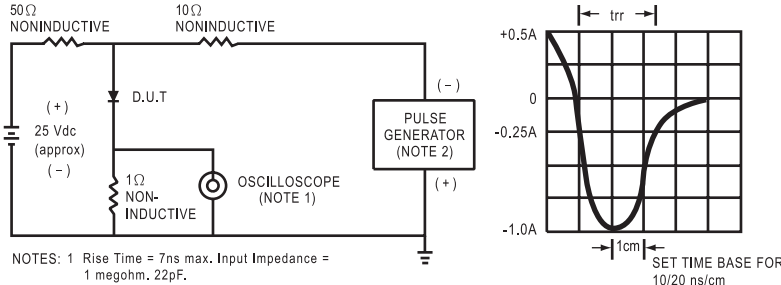 50Ω
NONINDUCTIVE
10Ω
NONINDUCTIVE
D.U.T
(+)
25 Vdc
(approx)
(−)
1Ω
NON-
INDUCTIVE
OSCILLOSCOPE
(NOTE 1)
(−)
PULSE
GENERATOR
(NOTE 2)
(+)
NOTES: 1 Rise Time = 7ns max. Input Impedance =
1 megohm. 22pF.
trr
+0.5A
0
-0.25A
-1.0A
1cm
SET TIME BASE FOR
10/20 ns/cm